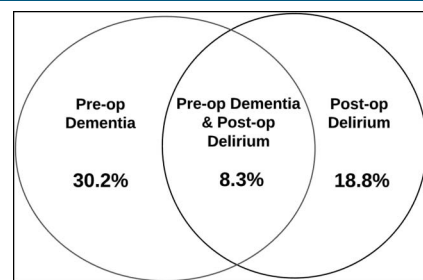 Pre-op
Dementia
30.2%
Pre-op Dementia
& Post-op
Delirium
8.3%
Post-op
Delirium
18.8%